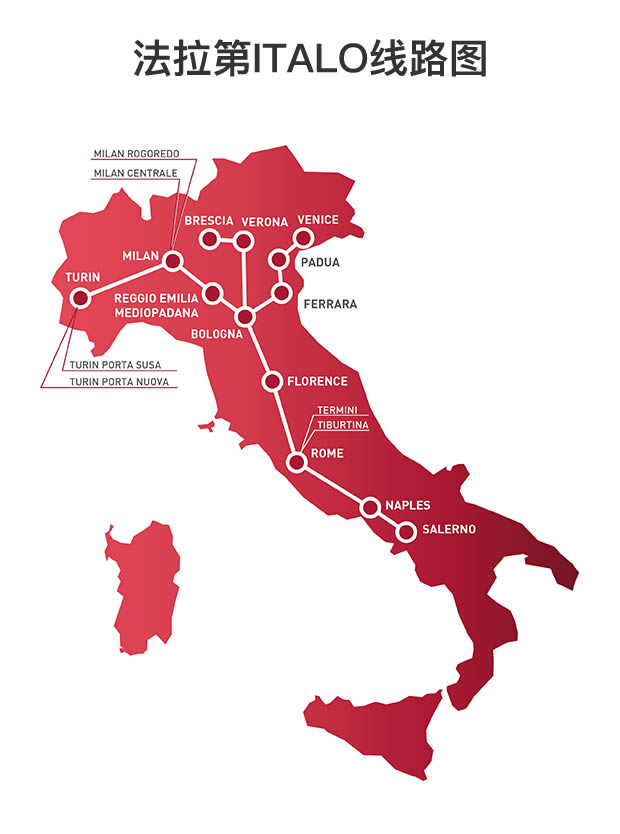 法拉第ITALO线路图
MILAN ROGOREDO
MILAN CENTRALE
BRESCIA
VERONA
VENICE
MILAN
PADUA
TURIN
REGGIO EMILIA
MEDIOPADANA
FERRARA
BOLOGNA
TURIN PORTA SUSA
TURIN PORTA NUOVA
FLORENCE
TERMINI
TIBURTINA
ROME
NAPLES
SALERNO